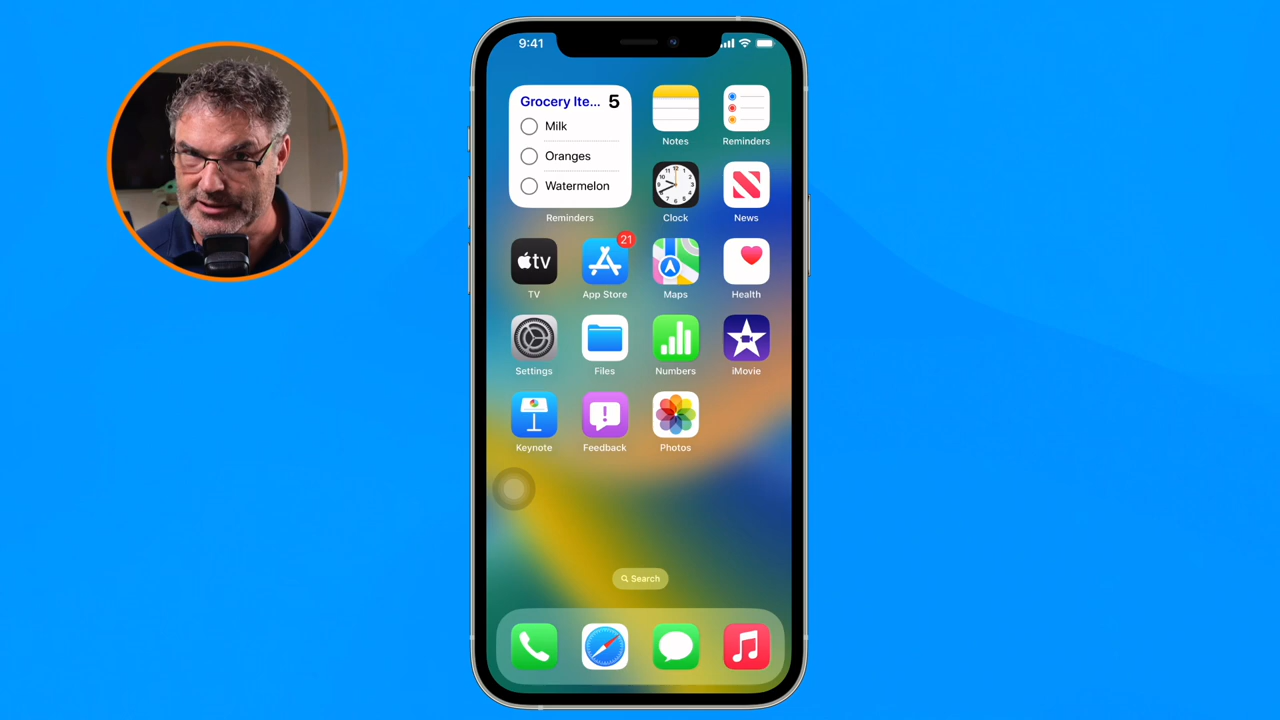 9:41
Grocery Ite... 5
Milk
Oranges
Watermelon
Reminders
Notes
Reminders
Clock
News
tv
21
TV
App Store
Maps
Health
Settings
Files
Numbers
iMovie
Keynote
Feedback
Photos
Search